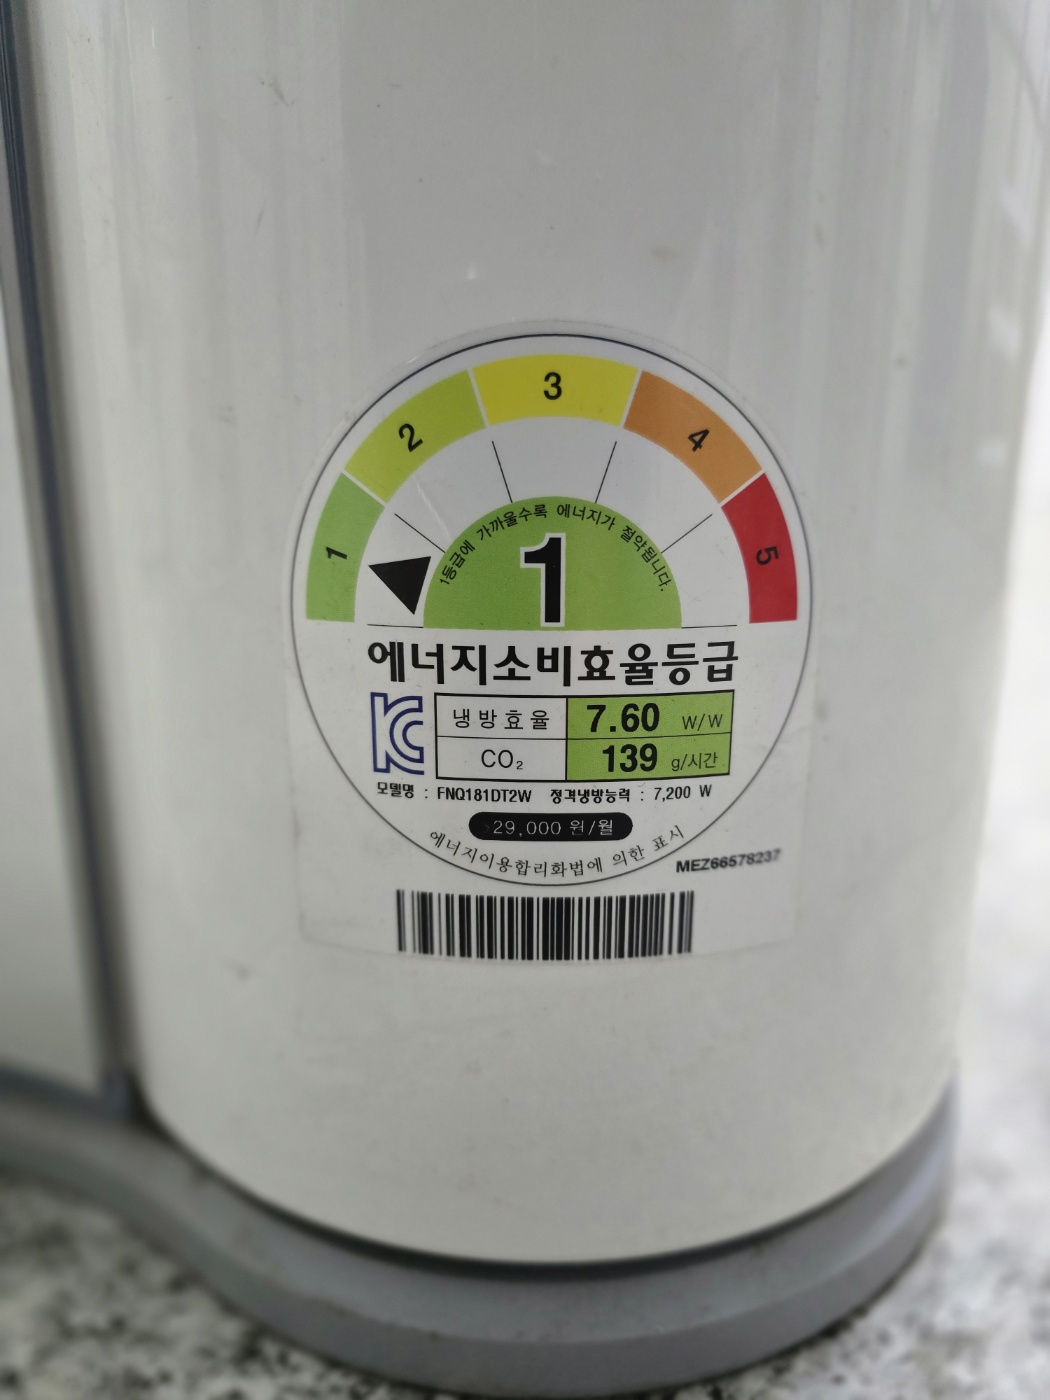 1
2
3
4
5
1등급에 가까울수록 에너지가 절약됩니다.
1
에너지소비효율등급
냉방효율 7.60 W/W
CO₂ 139 g/시간
모델명 : FNQ181DT2W 정격냉방능력 : 7,200 W
29,000 원/월
에너지이용합리화법에 의한 표시
MEZ66578237